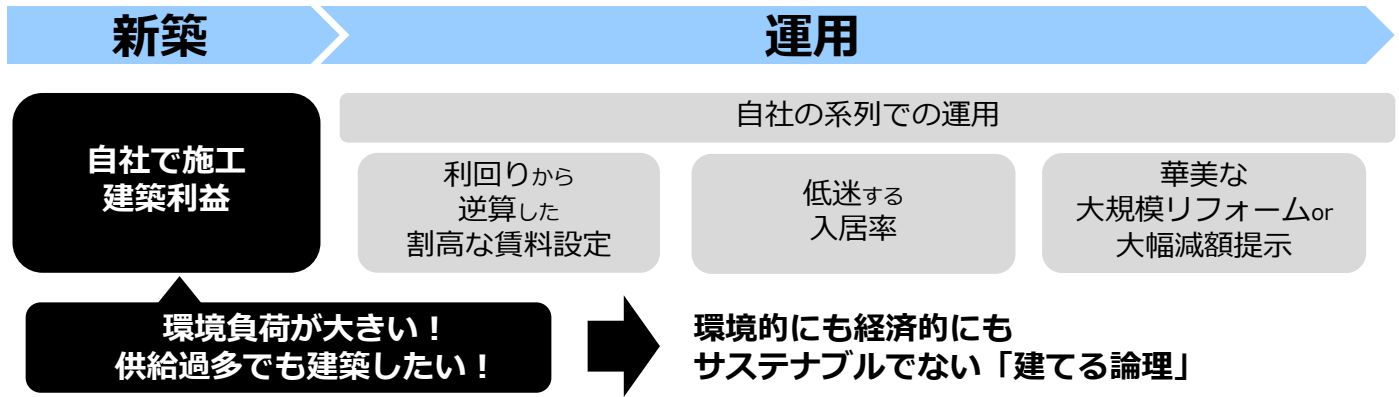 新築
運用
自社で施工
建築利益
自社の系列での運用
利回りから
逆算した
割高な賃料設定
低迷する
入居率
華美な
大規模リフォームor
大幅減額提示
環境負荷が大きい！
供給過多でも建築したい！
環境的にも経済的にも
サステナブルでない「建てる論理」